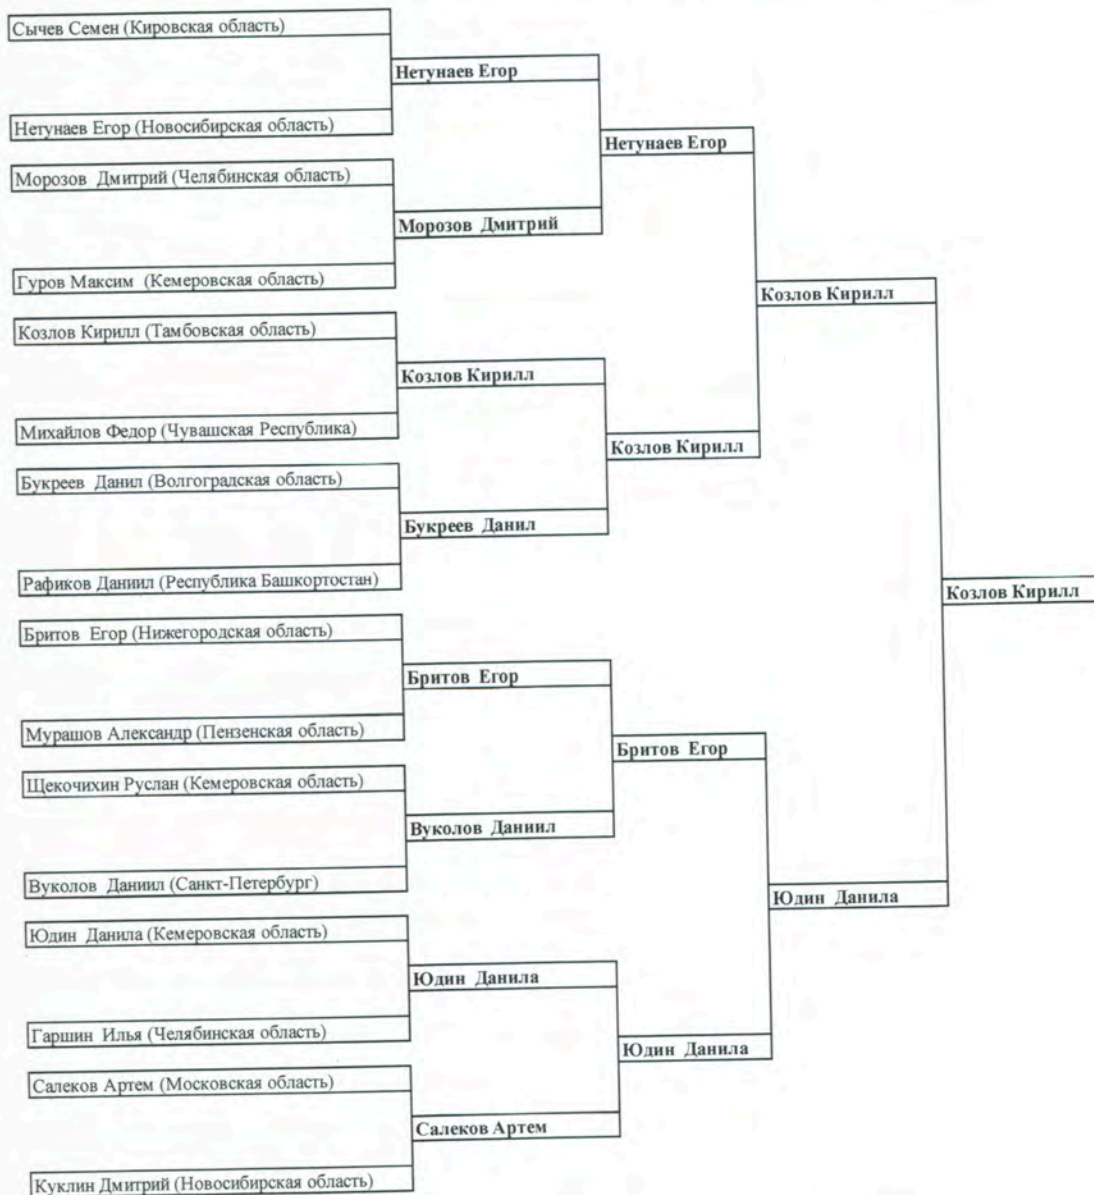 Сычев Семен (Кировская область)
Нетунаев Егор
Нетунаев Егор (Новосибирская область)
Нетунаев Егор
Морозов Дмитрий (Челябинская область)
Морозов Дмитрий
Гуров Максим (Кемеровская область)
Козлов Кирилл
Козлов Кирилл (Тамбовская область)
Козлов Кирилл
Михайлов Федор (Чувашская Республика)
Козлов Кирилл
Букреев Данил (Волгоградская область)
Букреев Данил
Рафиков Даниил (Республика Башкортостан)
Козлов Кирилл
Бритов Егор (Нижегородская область)
Бритов Егор
Мурашов Александр (Пензенская область)
Бритов Егор
Щекочихин Руслан (Кемеровская область)
Вуколов Даниил
Вуколов Даниил (Санкт-Петербург)
Юдин Данила
Юдин Данила (Кемеровская область)
Юдин Данила
Гаршин Илья (Челябинская область)
Юдин Данила
Салеков Артем (Московская область)
Салеков Артем
Куклин Дмитрий (Новосибирская область)